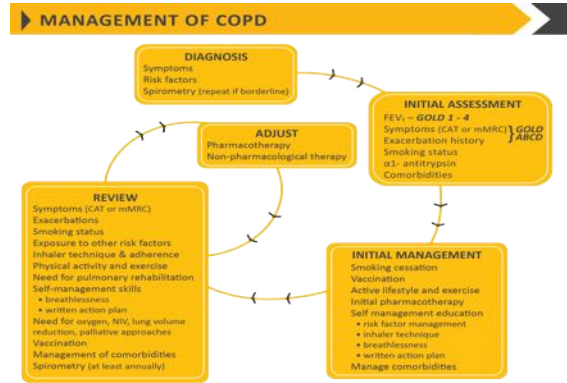 MANAGEMENT OF COPD
DIAGNOSIS
Symptoms
Risk factors
Spirometry (repeat if borderline)
INITIAL ASSESSMENT
FEV₁ – GOLD 1 - 4
Symptoms (CAT or mMRC)
Exacerbation history
GOLD
ABCD
Smoking status
α1- antitrypsin
Comorbidities
ADJUST
Pharmacotherapy
Non-pharmacological therapy
REVIEW
Symptoms (CAT or mMRC)
Exacerbations
Smoking status
Exposure to other risk factors
Inhaler technique & adherence
Physical activity and exercise
Need for pulmonary rehabilitation
Self-management skills
• breathlessness
• written action plan
Need for oxygen, NIV, lung volume
reduction, palliative approaches
Vaccination
Management of comorbidities
Spirometry (at least annually)
INITIAL MANAGEMENT
Smoking cessation
Vaccination
Active lifestyle and exercise
Initial pharmacotherapy
Self management education
• risk factor management
• inhaler technique
• breathlessness
• written action plan
Manage comorbidities